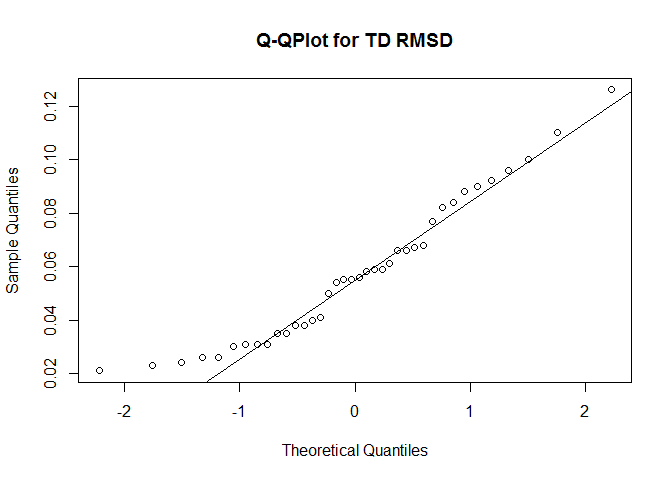 Q-QPlot for TD RMSD
Sample Quantiles
0.12
0.10
0.08
0.06
0.04
0.02
-2 -1 0 1 2
Theoretical Quantiles